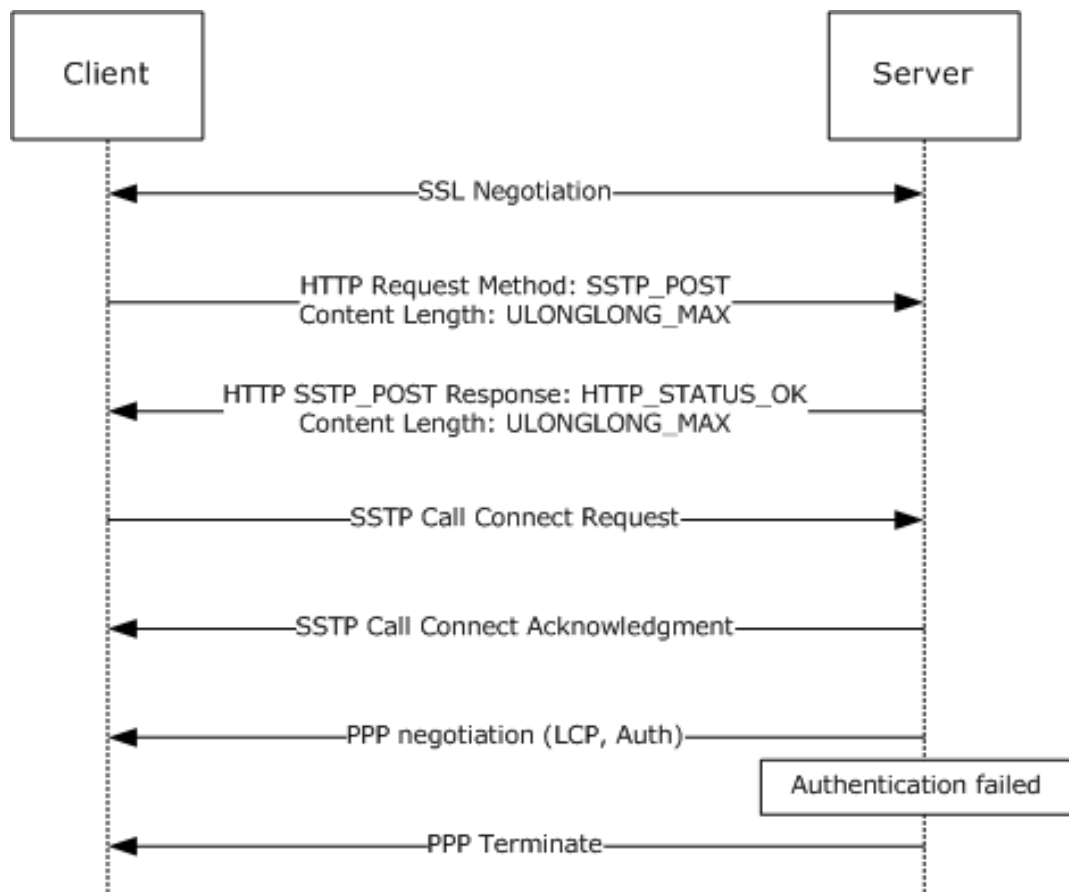 Client
Server
SSL Negotiation
HTTP Request Method: SSTP_POST
Content Length: ULONGLONG_MAX
HTTP SSTP_POST Response: HTTP_STATUS_OK
Content Length: ULONGLONG_MAX
SSTP Call Connect Request
SSTP Call Connect Acknowledgment
PPP negotiation (LCP, Auth)
Authentication failed
PPP Terminate